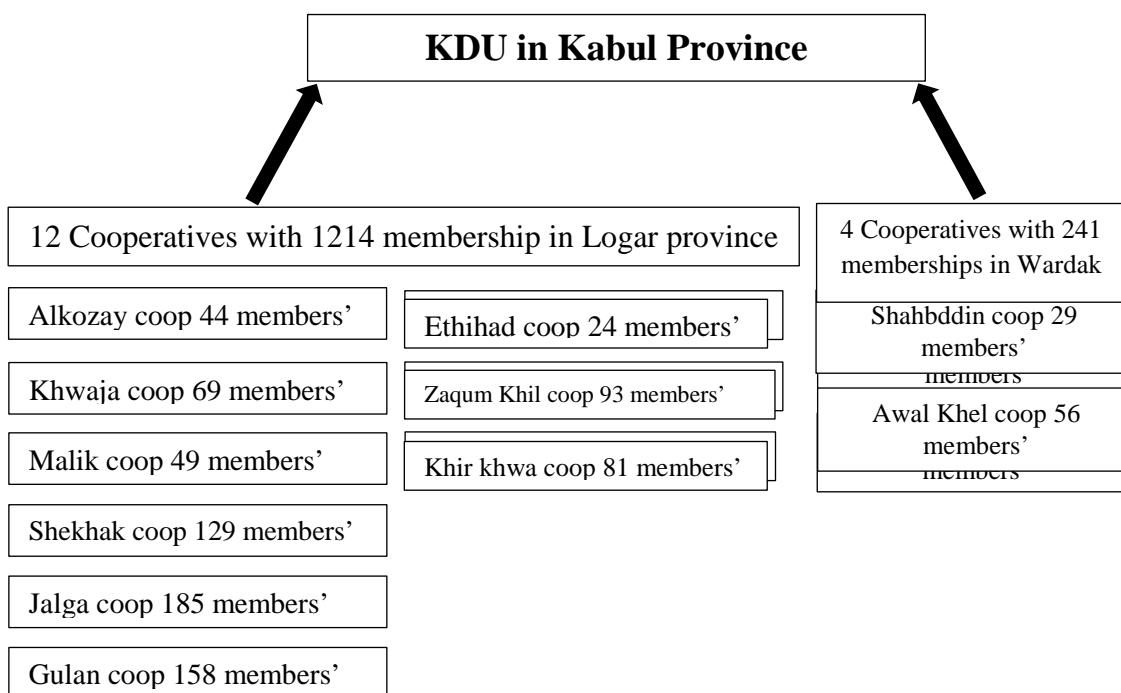 KDU in Kabul Province
12 Cooperatives with 1214 membership in Logar province
4 Cooperatives with 241
memberships in Wardak
Alkozay coop 44 members’
Khwaja coop 69 members’
Malik coop 49 members’
Shekhak coop 129 members’
Jalga coop 185 members’
Gulan coop 158 members’
Ethihad coop 24 members’
Zaqum Khil coop 93 members’
Khir khwa coop 81 members’
Shahbddin coop 29
members’
members
Awal Khel coop 56
members’
members